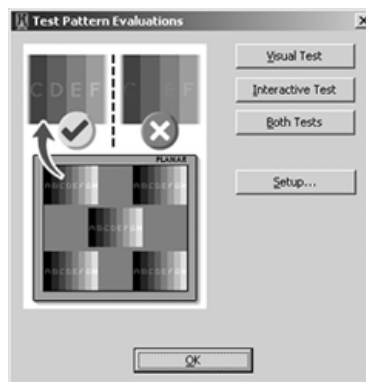 Test Pattern Evaluations
Visual Test
Interactive Test
Both Tests
Setup...
C D E F
C E F
PLANAR
A B C D E F G H
A B C D E F G H
A B C D E F G H
A B C D E F G H
A B C D E F G H
OK